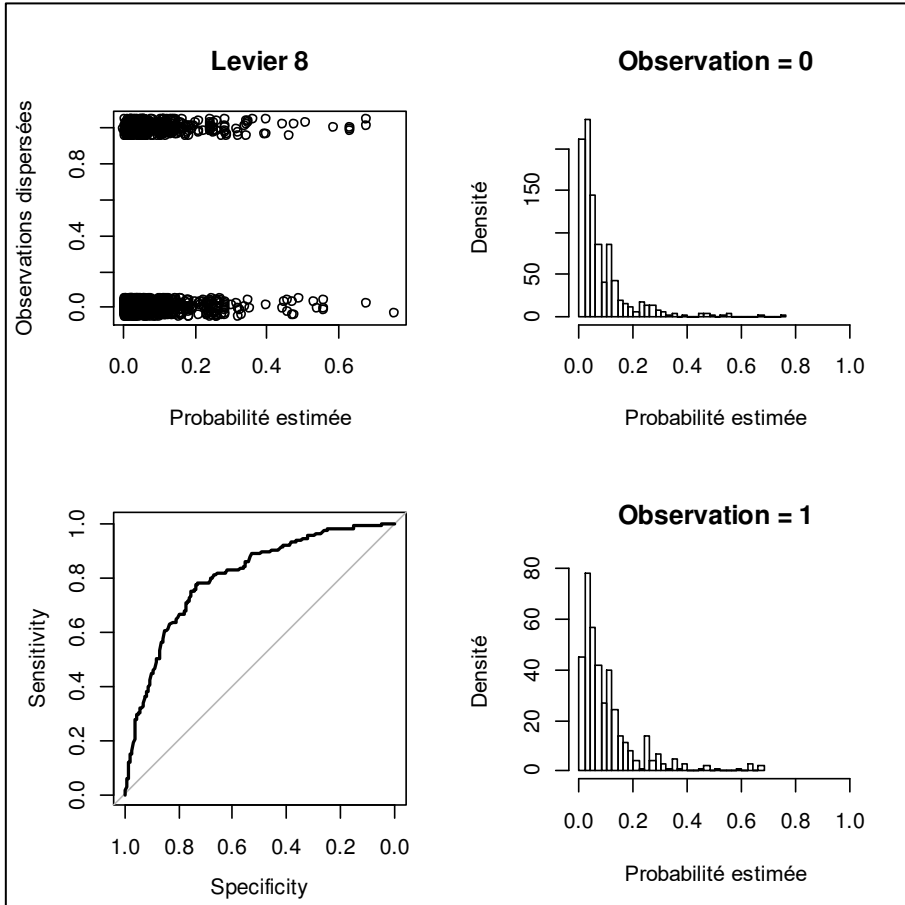 Levier 8
Observations dispersées
0.0 0.4 0.8
0.0 0.2 0.4 0.6
Probabilité estimée
Observation = 0
Densité
0 50 150
0.0 0.2 0.4 0.6 0.8 1.0
Probabilité estimée
Sensitivity
0.0 0.2 0.4 0.6 0.8 1.0
1.0 0.8 0.6 0.4 0.2 0.0
Specificity
Observation = 1
Densité
0 20 40 60 80
0.0 0.2 0.4 0.6 0.8 1.0
Probabilité estimée